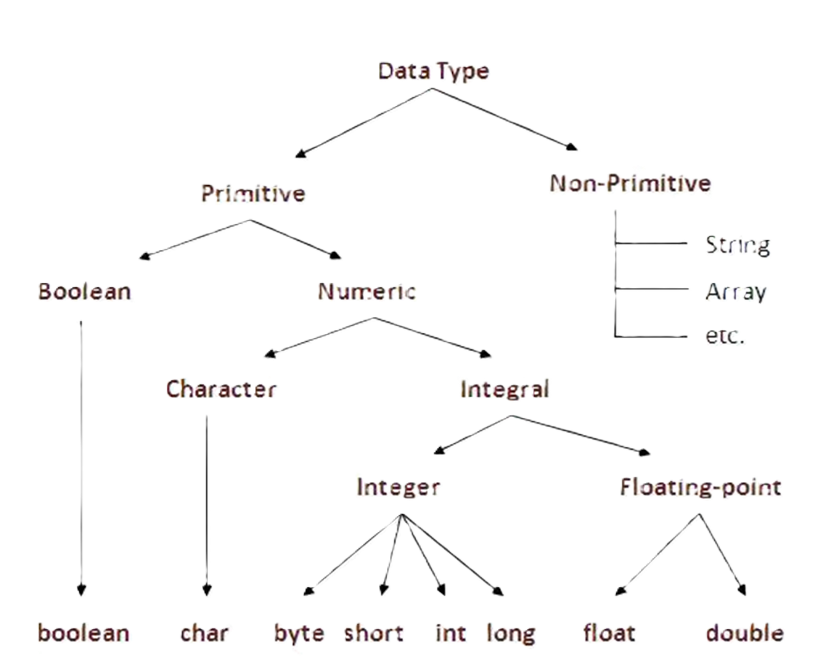 Data Type
Primitive
Non-Primitive
String
Array
etc.
Boolean
Numeric
Character
Integral
Integer
Floating-point
boolean
char
byte
short
int
long
float
double